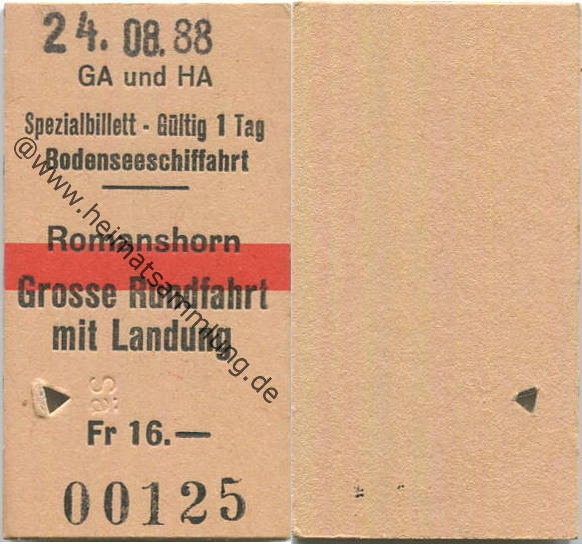 24. 08. 88
GA und HA
Spezialbillett - Gültig 1 Tag
Bodenseeschiffahrt
Romanshorn
Grosse Rundfahrt
mit Landung
Fr 16.—
00125
@www.heimatsammlung.de